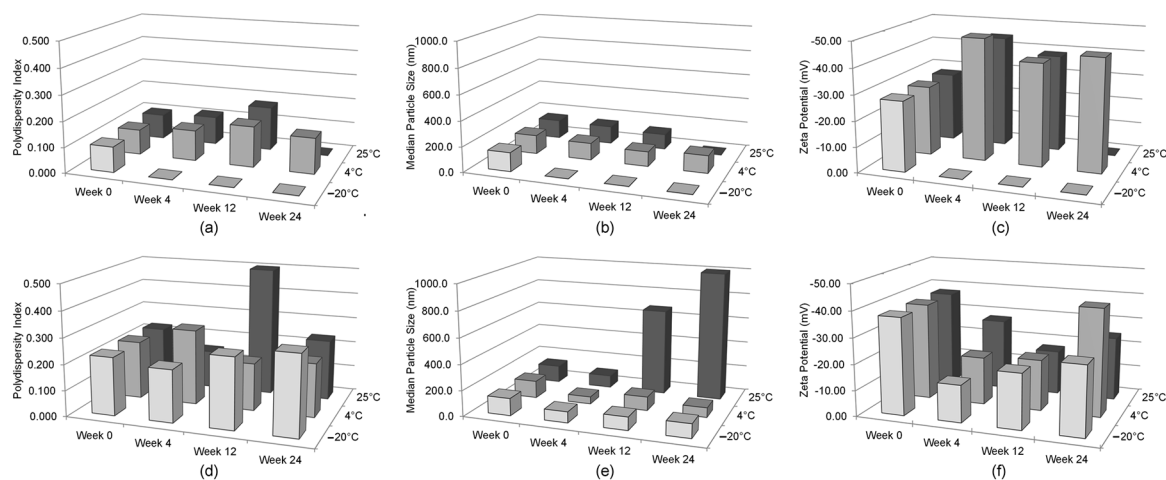 Polydispersity Index
0.500
0.400
0.300
0.200
0.100
0.000
Week 0
Week 4
Week 12
Week 24
25°C
4°C
−20°C
(a)
Median Particle Size (nm)
1000.0
800.0
600.0
400.0
200.0
0.0
Week 0
Week 4
Week 12
Week 24
25°C
4°C
−20°C
(b)
Zeta Potential (mV)
-50.00
-40.00
-30.00
-20.00
-10.00
0.00
Week 0
Week 4
Week 12
Week 24
25°C
4°C
−20°C
(c)
Polydispersity Index
0.500
0.400
0.300
0.200
0.100
0.000
Week 0
Week 4
Week 12
Week 24
25°C
4°C
−20°C
(d)
Median Particle Size (nm)
1000.0
800.0
600.0
400.0
200.0
0.0
Week 0
Week 4
Week 12
Week 24
25°C
4°C
−20°C
(e)
Zeta Potential (mV)
-50.00
-40.00
-30.00
-20.00
-10.00
0.00
Week 0
Week 4
Week 12
Week 24
25°C
4°C
−20°C
(f)